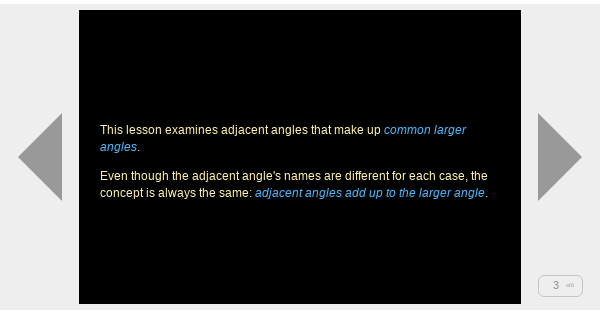 This lesson examines adjacent angles that make up common larger
angles.
Even though the adjacent angle's names are different for each case, the
concept is always the same: adjacent angles add up to the larger angle.
3